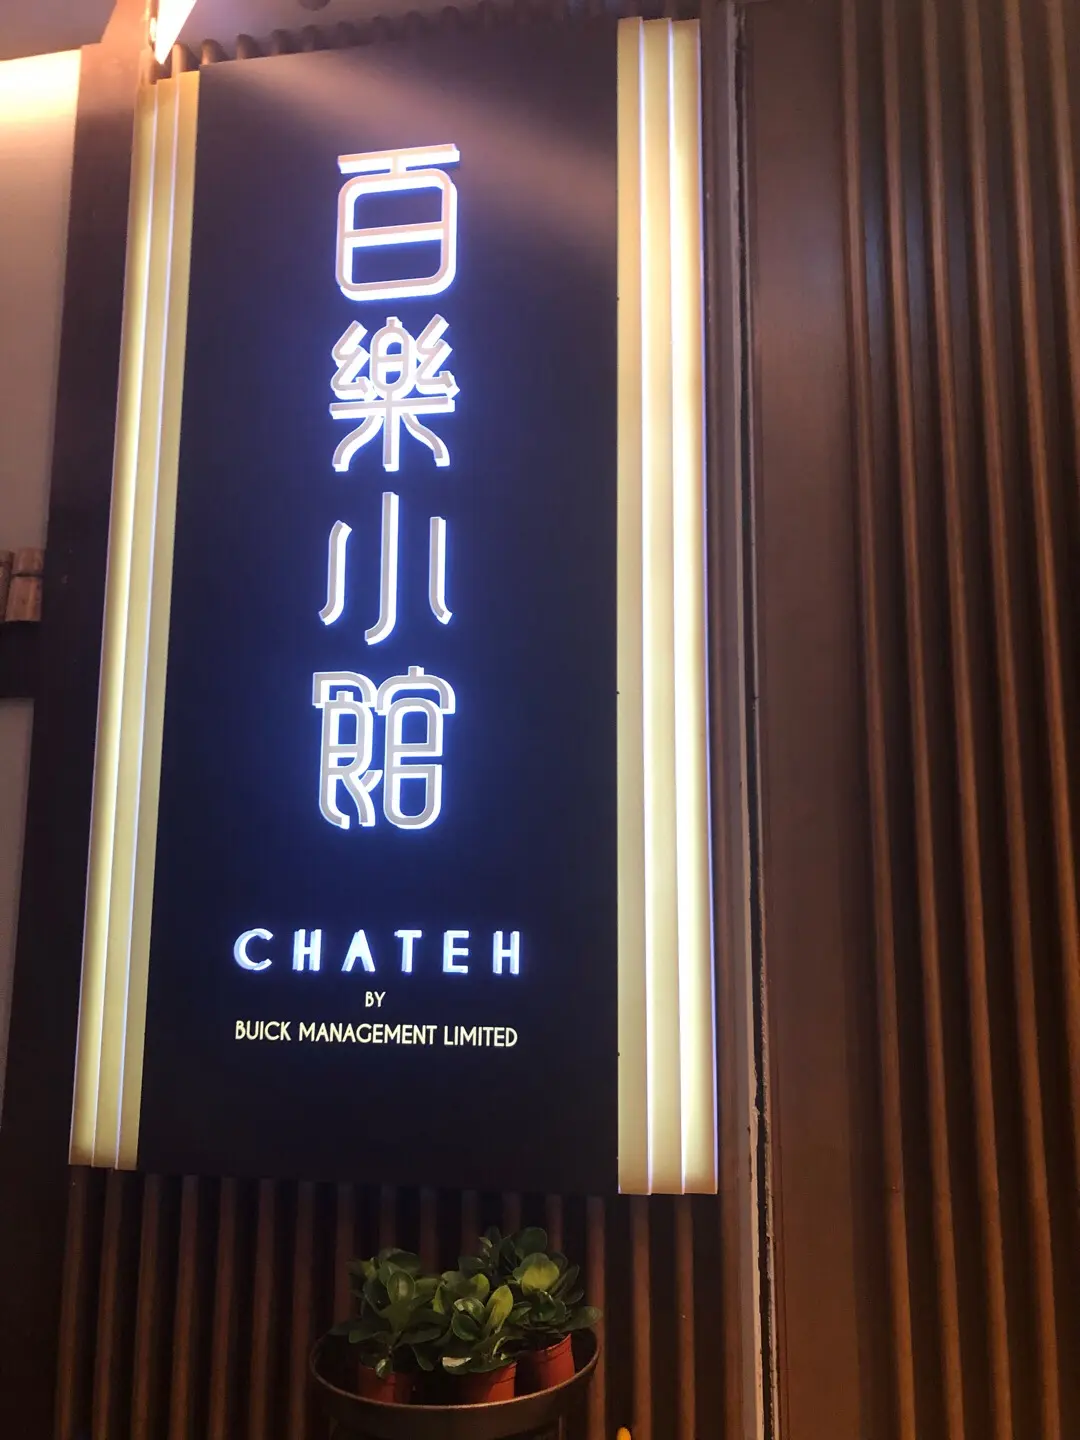 百樂小館
CHATEH
BY
BUICK MANAGEMENT LIMITED